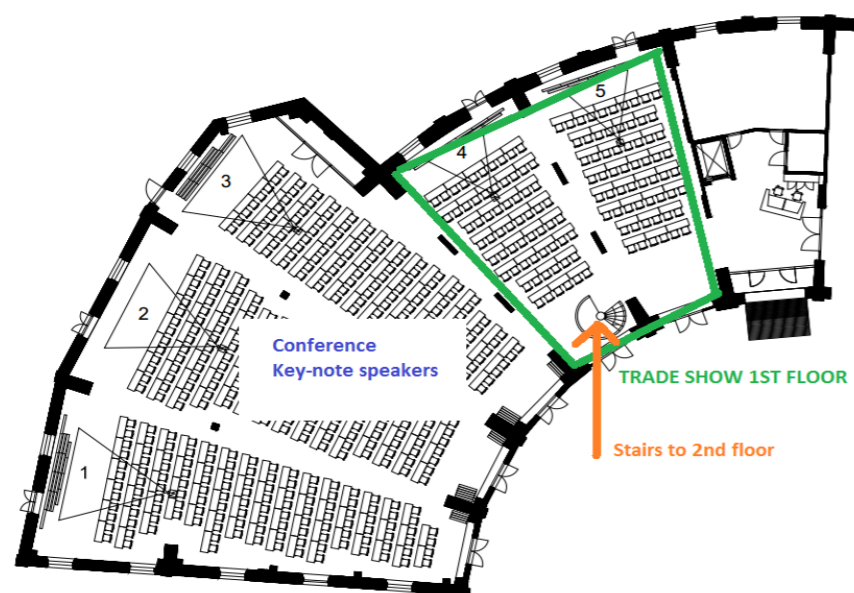 5
4
3
2
Conference
Key-note speakers
TRADE SHOW 1ST FLOOR
Stairs to 2nd floor
1